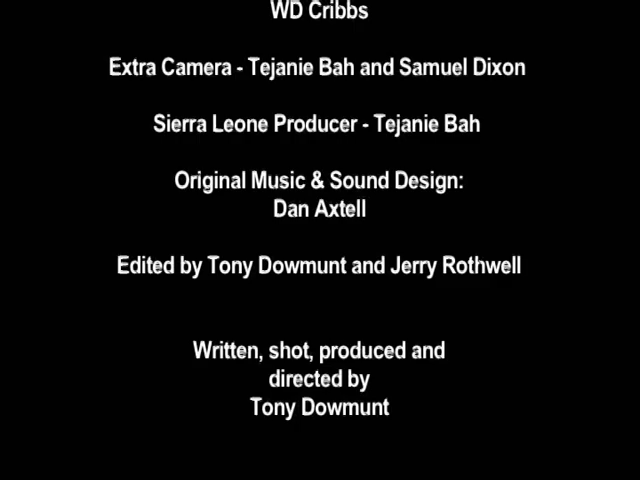 WD Cribbs
Extra Camera - Tejanie Bah and Samuel Dixon
Sierra Leone Producer - Tejanie Bah
Original Music & Sound Design:
Dan Axtell
Edited by Tony Dowmunt and Jerry Rothwell
Written, shot, produced and
directed by
Tony Dowmunt